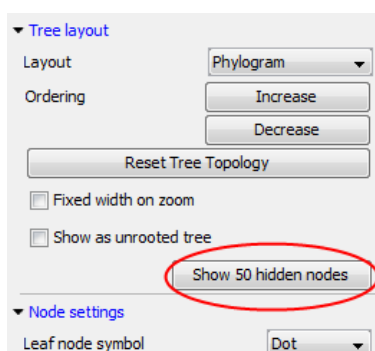 Tree layout
Layout Phylogram
Ordering Increase
Decrease
Reset Tree Topology
Fixed width on zoom
Show as unrooted tree
Show 50 hidden nodes
Node settings
Leaf node symbol Dot